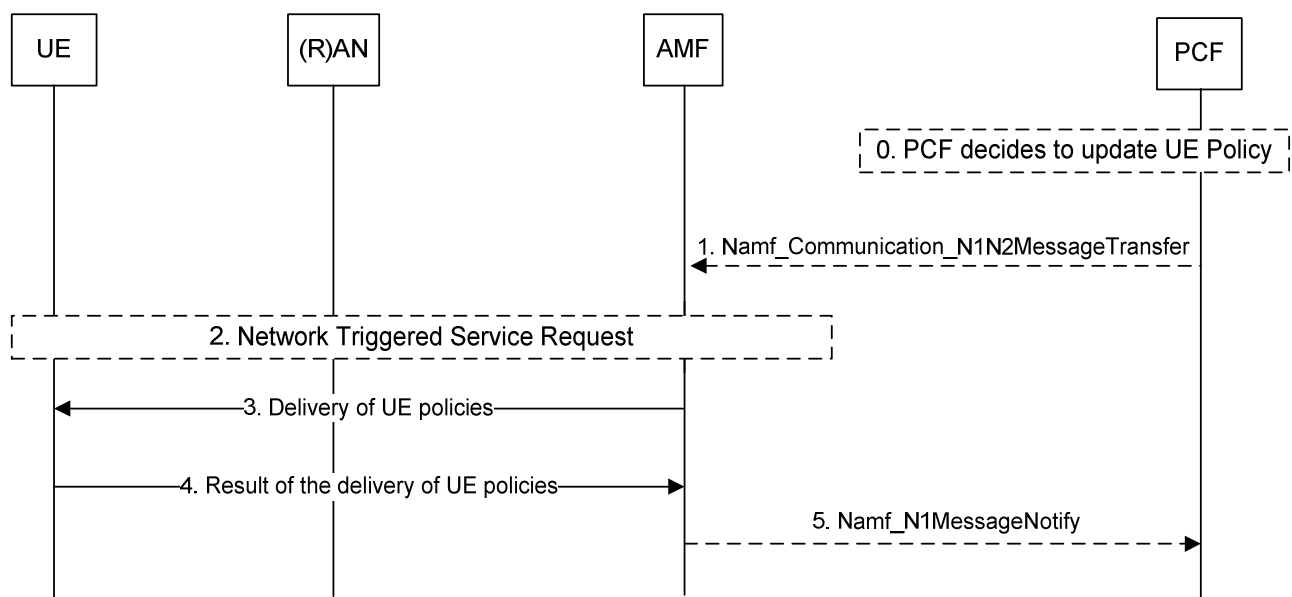 UE
(R)AN
AMF
PCF
0. PCF decides to update UE Policy
1. Namf_Communication_N1N2MessageTransfer
2. Network Triggered Service Request
3. Delivery of UE policies
4. Result of the delivery of UE policies
5. Namf_N1MessageNotify